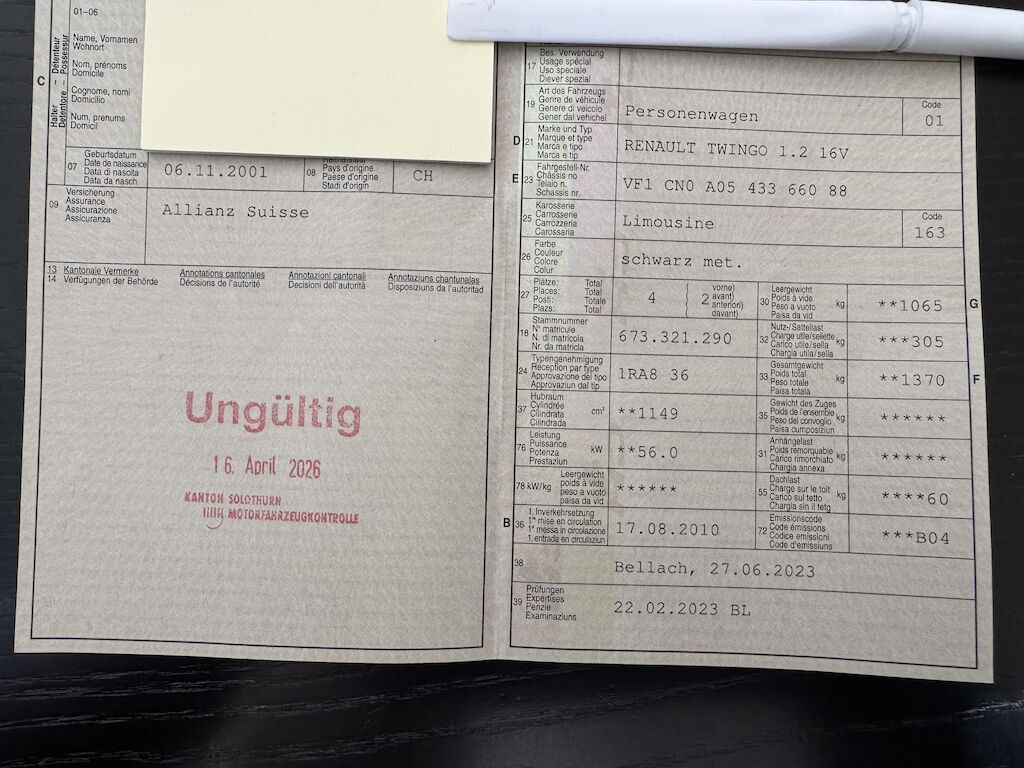 01–06
Name, Vornamen
Wohnort
Nom, prénoms
Domicile
Cognome, nomi
Domicilio
Num, prenums
Domicil
Halter – Détenteur
Detentore – Possessur
C
07
Geburtsdatum
Date de naissance
Data di nascita
Data da nasch.
06.11.2001
08
Heimatstaat
Pays d'origine
Paese d'origine
Stadi d'origin
CH
09
Versicherung
Assurance
Assicurazione
Assicuranza
Allianz Suisse
13 Kantonale Vermerke
14 Verfügungen der Behörde
Annotations cantonales
Décisions de l'autorité
Annotazioni cantonali
Decisioni dell'autorità
Annotaziuns chantunalas
Disposiziuns da l'autoritad
Ungültig
16. April 2026
KANTON SOLOTHURN
MOTORFAHRZEUGKONTROLLE
17
Bes. Verwendung
Usage spécial
Uso speciale
Diever spezial
19
Art des Fahrzeugs
Genre de véhicule
Genere di veicolo
Gener dal vehichel
Personenwagen
Code
01
D
21
Marke und Typ
Marque et type
Marca e tipo
Marca e tip
RENAULT TWINGO 1.2 16V
E
23
Fahrgestell-Nr.
Châssis no
Telaio n.
Schassis nr.
VF1 CN0 A05 433 660 88
25
Karosserie
Carrosserie
Carrozzeria
Carossaria
Limousine
Code
163
26
Farbe
Couleur
Colore
Colur
schwarz met.
27
Plätze: Total
Places: Total
Posti: Totale
Plazs: Total
4
2
vorne)
avant)
anteriori)
davant)
30
Leergewicht
Poids à vide
Peso a vuoto
Paisa da vid
kg
**1065
G
18
Stammnummer
N° matricule
N. di matricola
Nr. da matricla
673.321.290
32
Nutz-/Sattellast
Charge utile/sellette
Carico utile/sella
Chargia utila/sella
kg
***305
24
Typengenehmigung
Réception par type
Approvazione del tipo
Approvaziun dal tip
1RA8 36
33
Gesamtgewicht
Poids total
Peso totale
Paisa totala
kg
**1370
F
37
Hubraum
Cylindrée
Cilindrata
Cilindrada
cm³
**1149
35
Gewicht des Zuges
Poids de l'ensemble
Peso del convoglio
Paisa cumposiziun
kg
******
76
Leistung
Puissance
Potenza
Prestaziun
kW
**56.0
31
Anhängelast
Poids remorquable
Carico rimorchiato
Chargia annexa
kg
******
78 kW/kg
Leergewicht
poids à vide
peso a vuoto
paisa da vid
******
55
Dachlast
Charge sur le toit
Carico sul tetto
Chargia sin il tetg
kg
****60
B
36
1. Inverkehrsetzung
1re mise en circulation
1a messa in circolazione
1. entrada en circulaziun
17.08.2010
72
Emissionscode
Code émissions
Codice emissioni
Code d'emissiuns
***B04
38
Bellach, 27.06.2023
39
Prüfungen
Expertises
Perizie
Examinaziuns
22.02.2023 BL